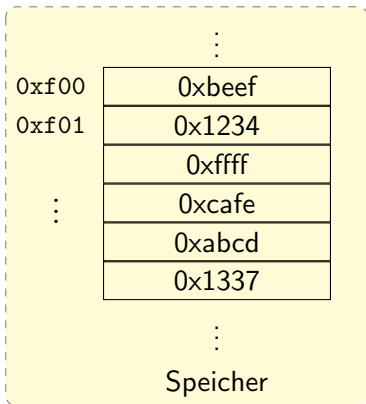 ⋮
0xf00 0xbeef
0xf01 0x1234
0xffff
⋮ 0xcafe
0xabcd
0x1337
⋮
Speicher